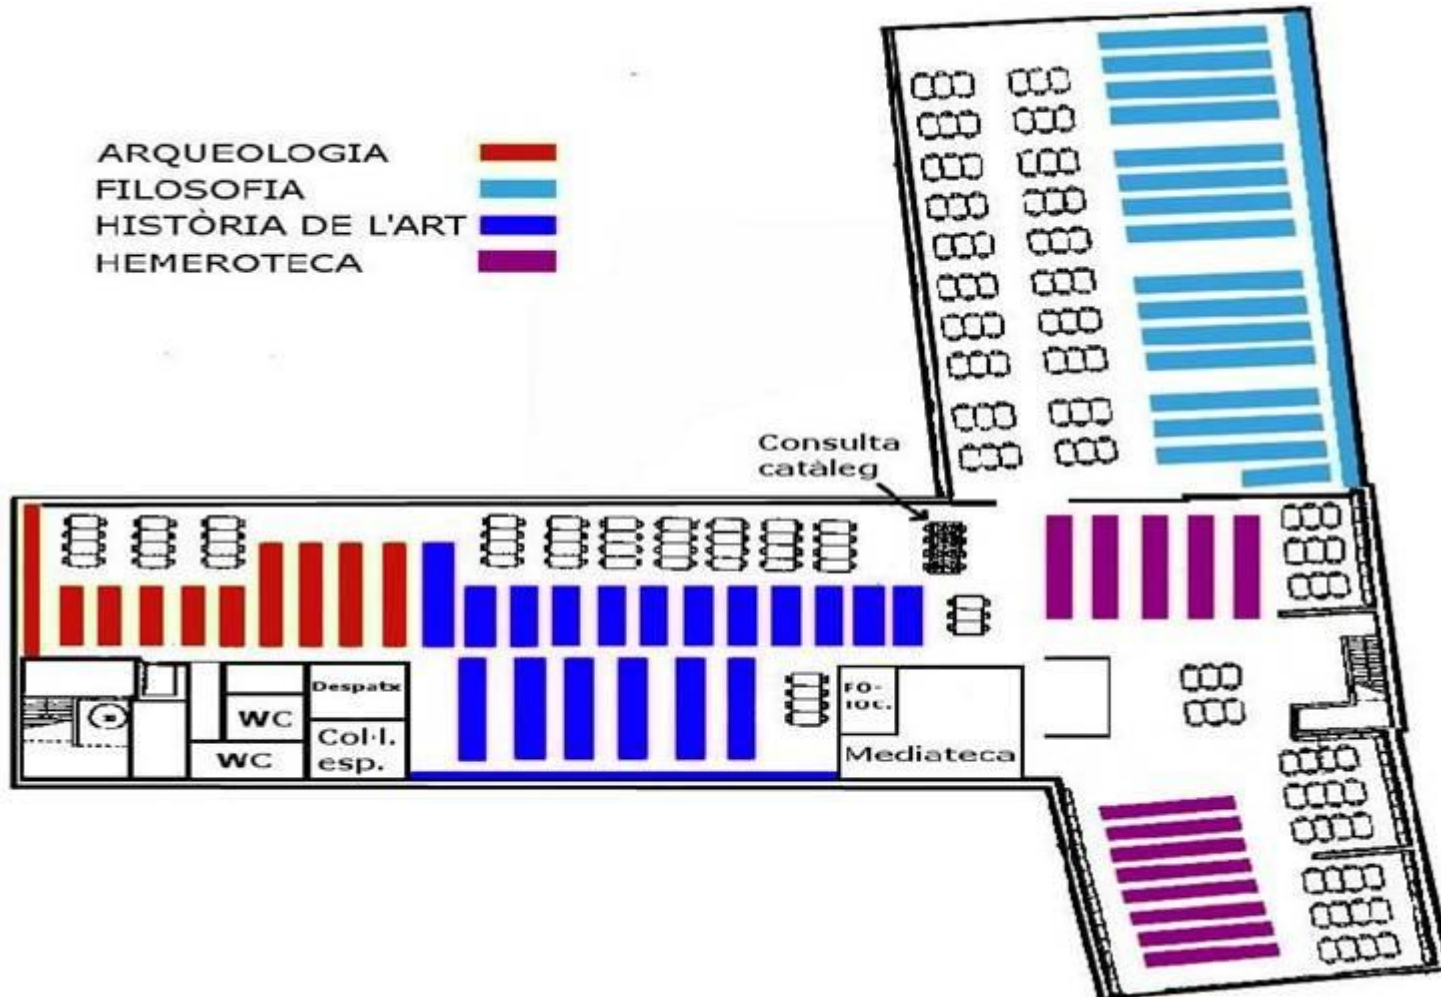 ARQUEOLOGIA
FILOSOFIA
HISTÒRIA DE L'ART
HEMEROTECA
Consulta
catàleg
Despatx
WC
WC
Col·l.
esp.
FO-
TOC.
Mediateca